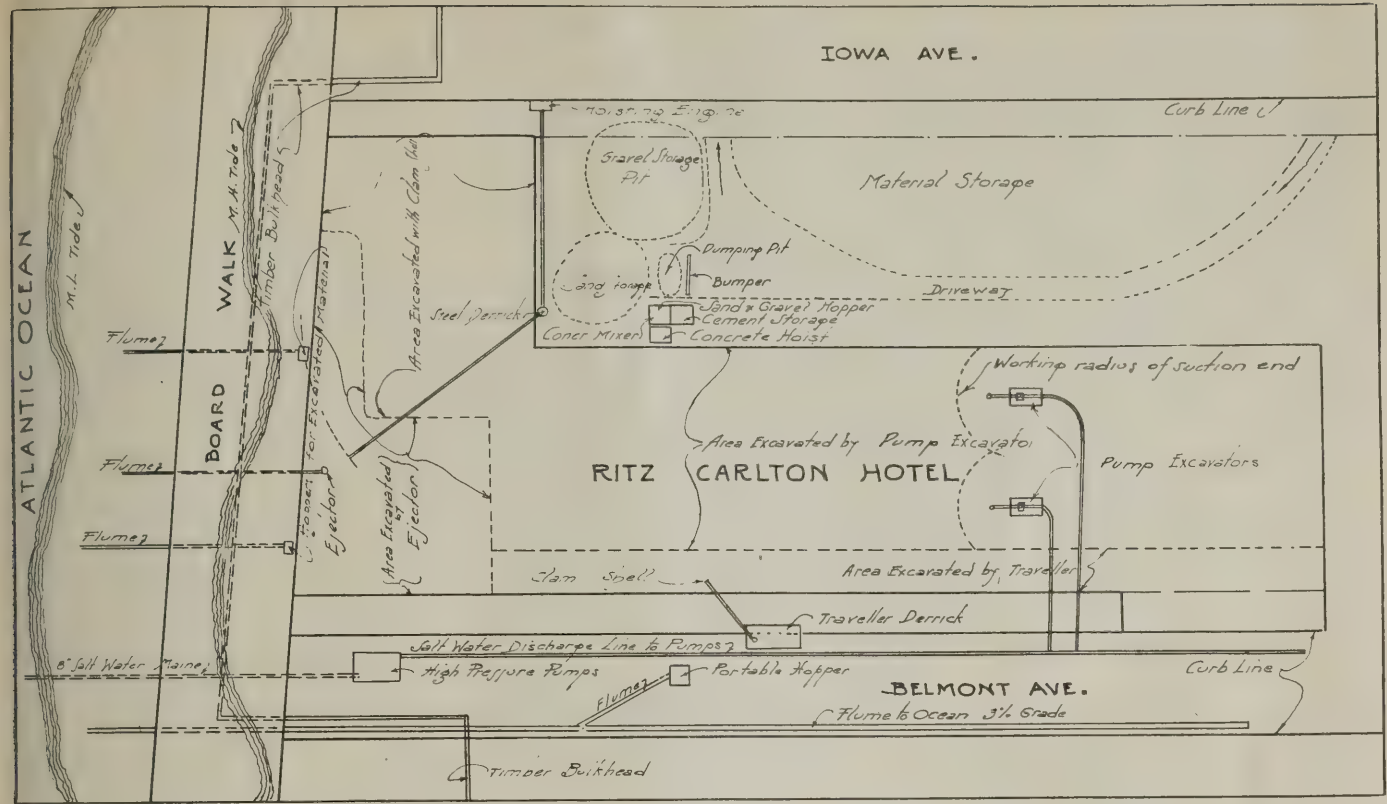 IOWA AVE.
Hoisting Engine
Curb Line
Gravel Storage
Pit
Material Storage
Dumping Pit
Bumper
Driveway
Sand Storage
Sand & Gravel Hopper
Cement Storage
Concr Mixer
Concrete Hoist
Steel Derrick
ATLANTIC OCEAN
M.L. Tide
BOARD WALK
M.H. Tide
Timber Bulkhead
for Excavated Material
Area Excavated with Clam
Flume
Flume
Flume
Ejector
Area Excavated
by
Ejector
Working radius of suction end
Area Excavated by Pump Excavator
Pump Excavators
RITZ CARLTON HOTEL
Clam Shell
Area Excavated by Traveller
Traveller Derrick
Salt Water Discharge Line to Pumps
8" Salt Water Maine
High Pressure Pumps
Flume
Portable Hopper
Curb Line
BELMONT AVE.
Flume to Ocean 3% Grade
Timber Bulkhead